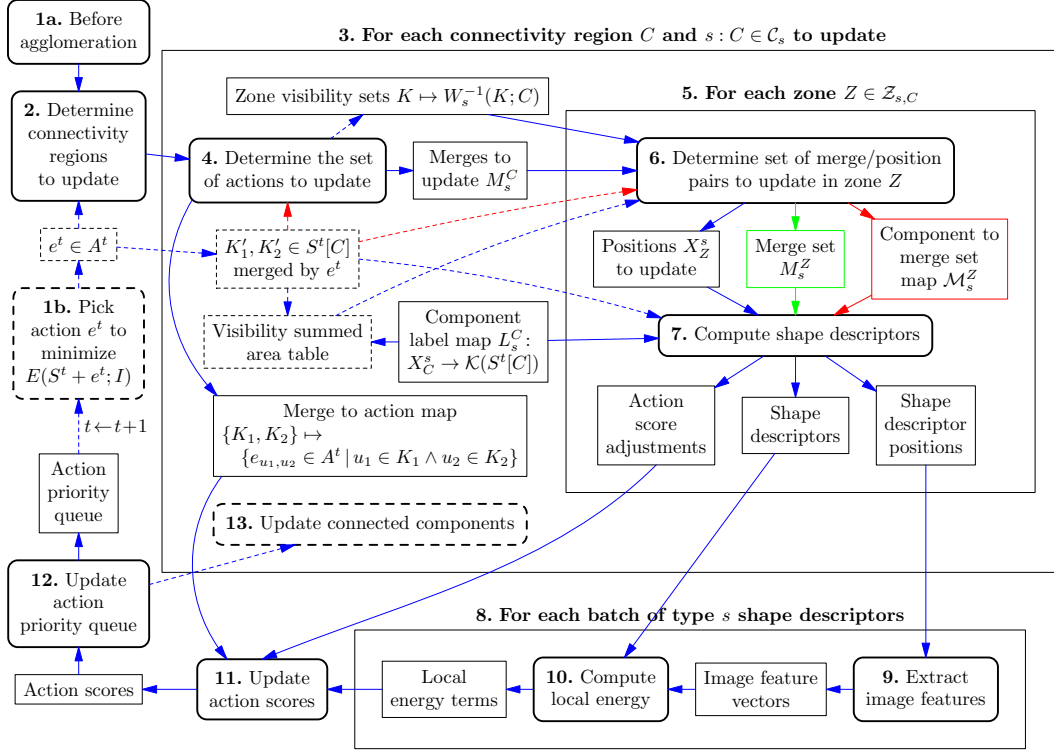 1a. Before
agglomeration
3. For each connectivity region C and s : C ∈ 𝒞_s to update
Zone visibility sets K ↦ W_s^{-1}(K; C)
5. For each zone Z ∈ 𝒵_{s,C}
2. Determine
connectivity
regions
to update
4. Determine the set
of actions to update
Merges to
update M_s^C
6. Determine set of merge/position
pairs to update in zone Z
e^t ∈ A^t
K′_1, K′_2 ∈ S^t[C]
merged by e^t
Positions X_Z^s
to update
Merge set
M_s^Z
Component to
merge set
map ℳ_s^Z
1b. Pick
action e^t to
minimize
E(S^t + e^t; I)
Visibility summed
area table
Component
label map L_s^C :
X_C^s → 𝒦(S^t[C])
7. Compute shape descriptors
t←t+1
Merge to action map
{K_1, K_2} ↦
{e_{u_1,u_2} ∈ A^t | u_1 ∈ K_1 ∧ u_2 ∈ K_2}
Action
score
adjustments
Shape
descriptors
Shape
descriptor
positions
Action
priority
queue
13. Update connected components
12. Update
action
priority queue
8. For each batch of type s shape descriptors
Action scores
11. Update
action scores
Local
energy terms
10. Compute
local energy
Image feature
vectors
9. Extract
image features